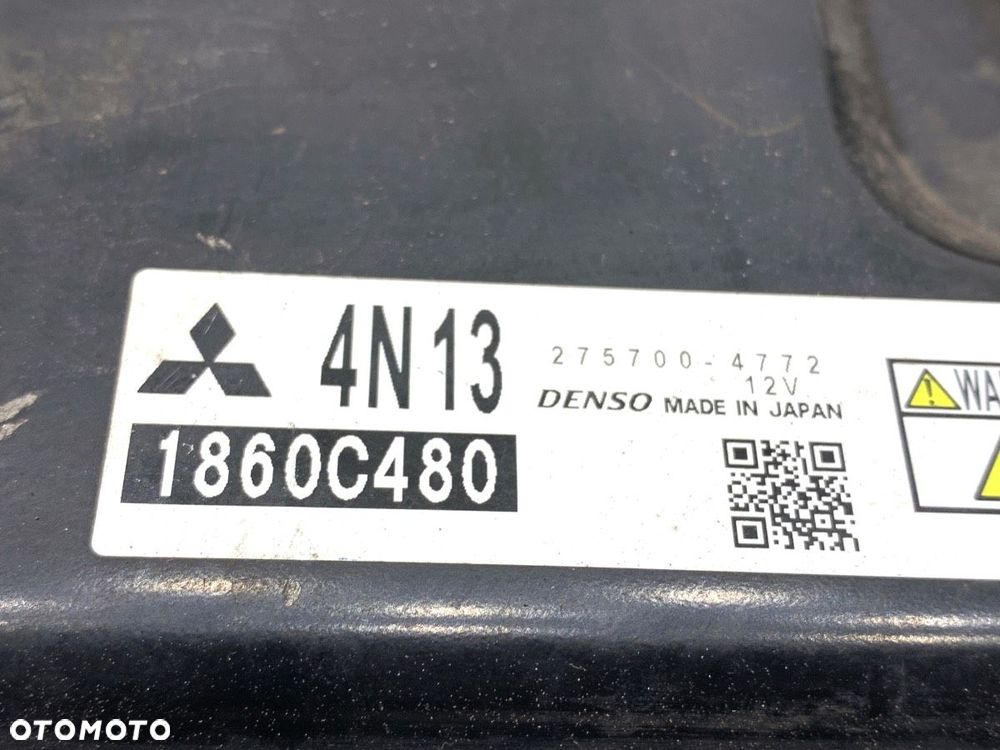 4N13
275700-4772
12V
DENSO MADE IN JAPAN
1860C480
OTOMOTO